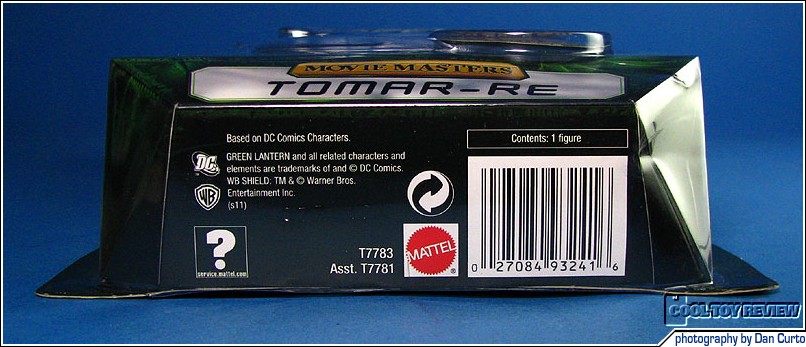 MOVIE MASTERS
TOMAR-RE
Based on DC Comics Characters.
DC
GREEN LANTERN and all related characters and
elements are trademarks of and © DC Comics.
WB SHIELD: TM & © Warner Bros.
Entertainment Inc.
(s11)
WB
?
service.mattel.com
T7783
Asst. T7781
MATTEL
®
Contents: 1 figure
0 27084 93241 6
COOL TOY REVIEW
photography by Dan Curto